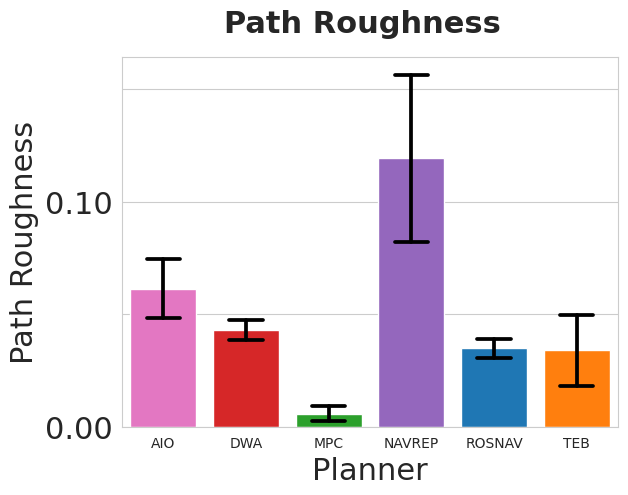 Path Roughness
Path Roughness
0.10
0.00
AIO DWA MPC NAVREP ROSNAV TEB
Planner